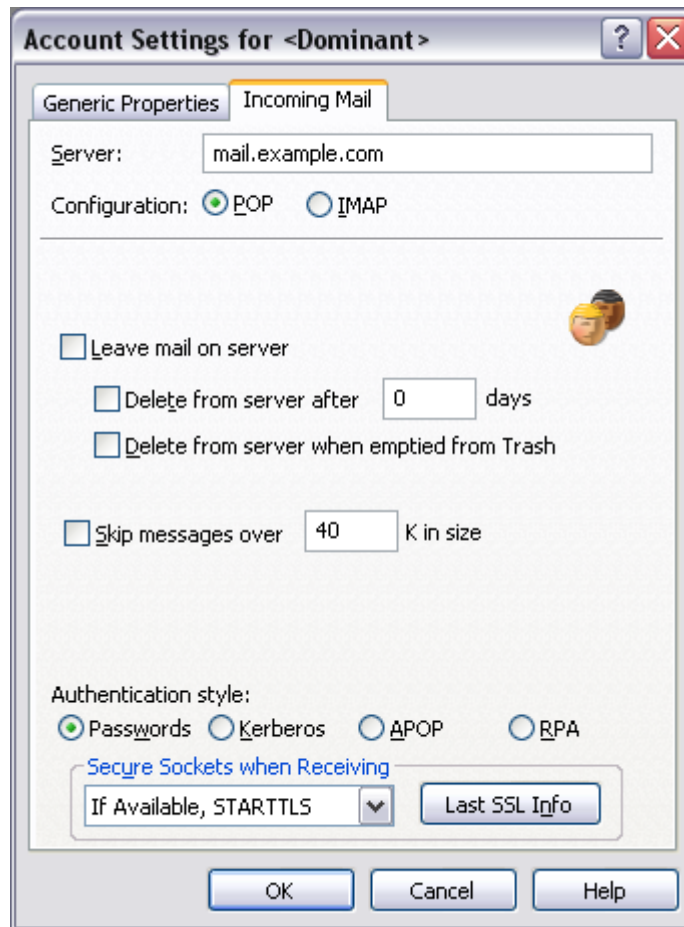 Account Settings for <Dominant>
Generic Properties Incoming Mail
Server: mail.example.com
Configuration: POP IMAP
Leave mail on server
Delete from server after 0 days
Delete from server when emptied from Trash
Skip messages over 40 K in size
Authentication style:
Passwords Kerberos APOP RPA
Secure Sockets when Receiving
If Available, STARTTLS Last SSL Info
OK Cancel Help